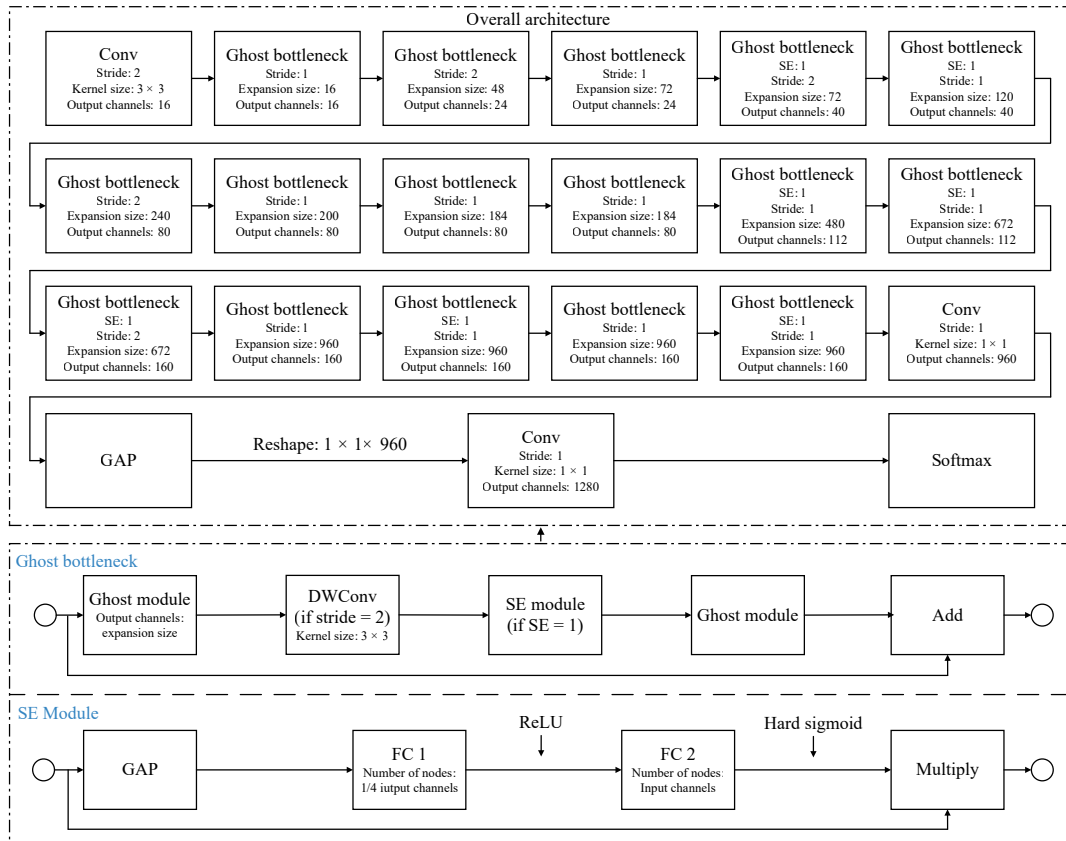 Overall architecture
Conv
Stride: 2
Kernel size: 3 × 3
Output channels: 16
Ghost bottleneck
Stride: 1
Expansion size: 16
Output channels: 16
Ghost bottleneck
Stride: 2
Expansion size: 48
Output channels: 24
Ghost bottleneck
Stride: 1
Expansion size: 72
Output channels: 24
Ghost bottleneck
SE: 1
Stride: 2
Expansion size: 72
Output channels: 40
Ghost bottleneck
SE: 1
Stride: 1
Expansion size: 120
Output channels: 40
Ghost bottleneck
Stride: 2
Expansion size: 240
Output channels: 80
Ghost bottleneck
Stride: 1
Expansion size: 200
Output channels: 80
Ghost bottleneck
Stride: 1
Expansion size: 184
Output channels: 80
Ghost bottleneck
Stride: 1
Expansion size: 184
Output channels: 80
Ghost bottleneck
SE: 1
Stride: 1
Expansion size: 480
Output channels: 112
Ghost bottleneck
SE: 1
Stride: 1
Expansion size: 672
Output channels: 112
Ghost bottleneck
SE: 1
Stride: 2
Expansion size: 672
Output channels: 160
Ghost bottleneck
Stride: 1
Expansion size: 960
Output channels: 160
Ghost bottleneck
SE: 1
Stride: 1
Expansion size: 960
Output channels: 160
Ghost bottleneck
Stride: 1
Expansion size: 960
Output channels: 160
Ghost bottleneck
SE: 1
Stride: 1
Expansion size: 960
Output channels: 160
Conv
Stride: 1
Kernel size: 1 × 1
Output channels: 960
GAP
Reshape: 1 × 1× 960
Conv
Stride: 1
Kernel size: 1 × 1
Output channels: 1280
Softmax
Ghost bottleneck
Ghost module
Output channels:
expansion size
DWConv
(if stride = 2)
Kernel size: 3 × 3
SE module
(if SE = 1)
Ghost module
Add
SE Module
GAP
FC 1
Number of nodes:
1/4 iutput channels
ReLU
FC 2
Number of nodes:
Input channels
Hard sigmoid
Multiply